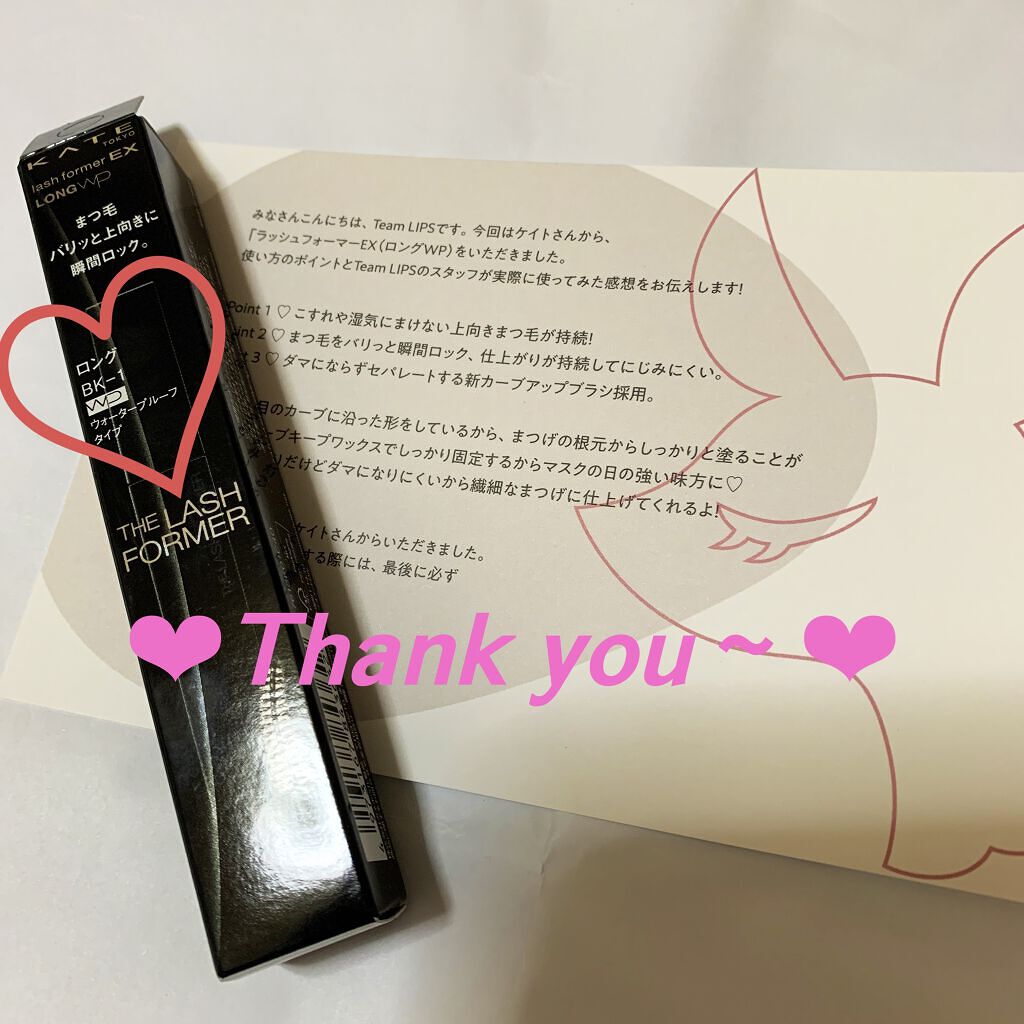 KATE
TOKYO
lash former EX
LONG WP
まつ毛
バリッと上向きに
瞬間ロック。
ロング
BK-1
WP
ウォータープルーフ
タイプ
THE LASH
FORMER
みなさんこんにちは、Team LIPSです。今回はケイトさんから、
「ラッシュフォーマーEX(ロングWP)をいただきました。
使い方のポイントとTeam LIPSのスタッフが実際に使ってみた感想をお伝えします!
Point 1 ♡ こすれや湿気にまけない上向きまつ毛が持続!
int 2 ♡ まつ毛をバリっと瞬間ロック、仕上がりが持続してにじみにくい。
t 3 ♡ ダマにならずセパレートする新カーブアップブラシ採用。
目のカーブに沿った形をしているから、まつげの根元からしっかりと塗ることが
ーブキープワックスでしっかり固定するからマスクの日の強い味方に♡
りだけどダマになりにくいから繊細なまつげに仕上げてくれるよ!
ケイトさんからいただきました。
する際には、最後に必ず
❤Thank you~❤